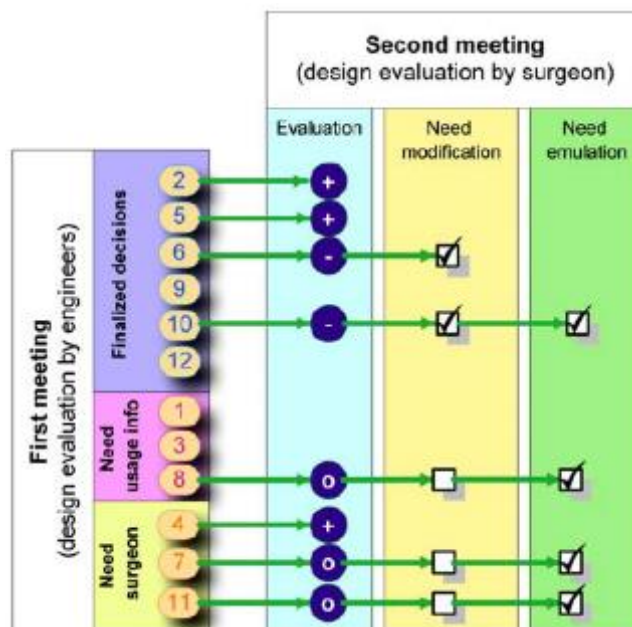 Second meeting
(design evaluation by surgeon)
Evaluation
Need
modification
Need
emulation
First meeting
(design evaluation by engineers)
Finalized decisions
2
+
5
+
6
-
9
10
-
12
Need
usage info
1
3
8
o
Need
surgeon
4
+
7
o
11
o